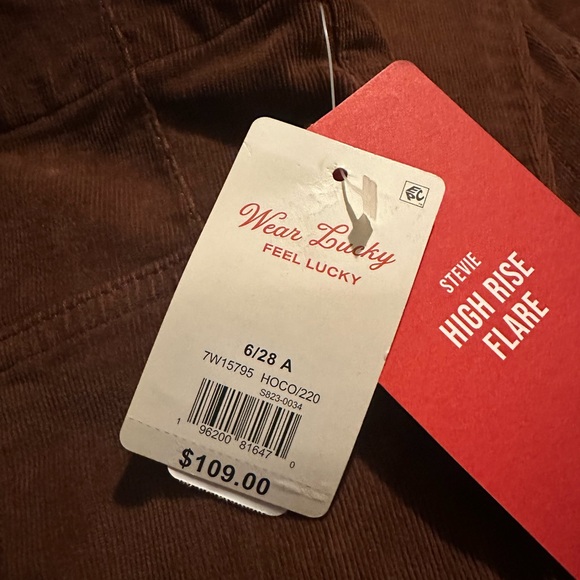 Wear Lucky
FEEL LUCKY
6/28 A
7W15795 HOCO/220
S823-0034
1 96200 81647 0
$109.00
STEVIE
HIGH RISE
FLARE